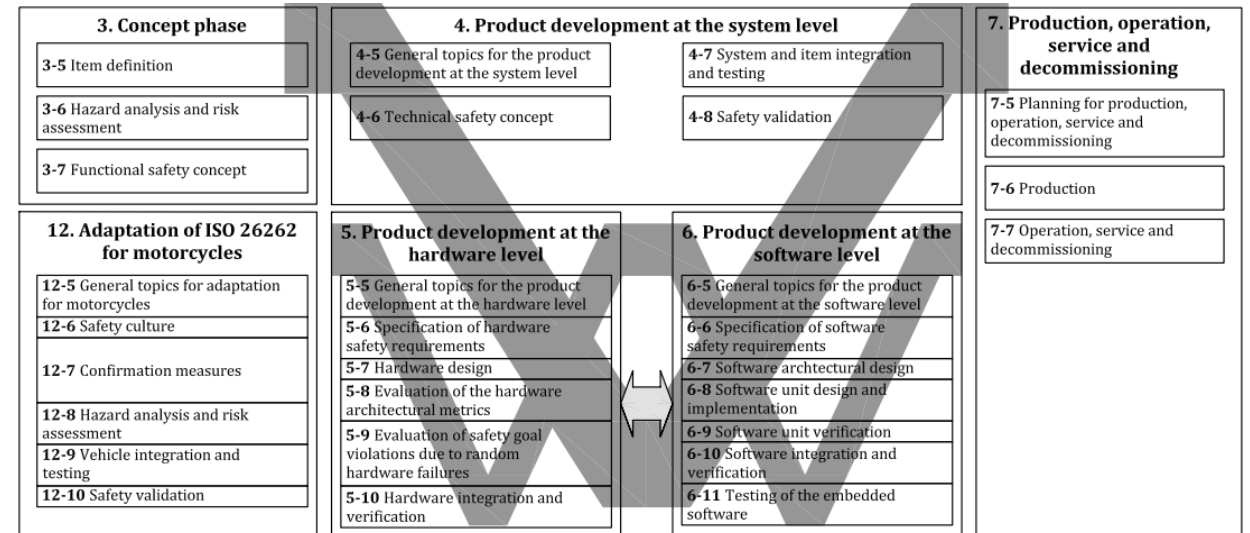 3. Concept phase
3-5 Item definition
3-6 Hazard analysis and risk
assessment
3-7 Functional safety concept
4. Product development at the system level
4-5 General topics for the product
development at the system level
4-6 Technical safety concept
4-7 System and item integration
and testing
4-8 Safety validation
7. Production, operation,
service and
decommissioning
7-5 Planning for production,
operation, service and
decommissioning
7-6 Production
7-7 Operation, service and
decommissioning
12. Adaptation of ISO 26262
for motorcycles
12-5 General topics for adaptation
for motorcycles
12-6 Safety culture
12-7 Confirmation measures
12-8 Hazard analysis and risk
assessment
12-9 Vehicle integration and
testing
12-10 Safety validation
5. Product development at the
hardware level
5-5 General topics for the product
development at the hardware level
5-6 Specification of hardware
safety requirements
5-7 Hardware design
5-8 Evaluation of the hardware
architectural metrics
5-9 Evaluation of safety goal
violations due to random
hardware failures
5-10 Hardware integration and
verification
6. Product development at the
software level
6-5 General topics for the product
development at the software level
6-6 Specification of software
safety requirements
6-7 Software archtectural design
6-8 Software unit design and
implementation
6-9 Software unit verification
6-10 Software integration and
verification
6-11 Testing of the embedded
software